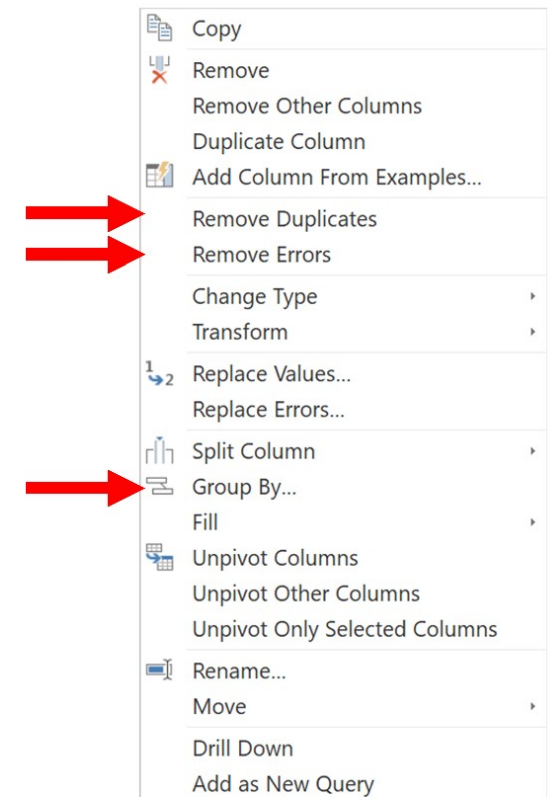 Copy
Remove
Remove Other Columns
Duplicate Column
Add Column From Examples...
Remove Duplicates
Remove Errors
Change Type
Transform
1
2 Replace Values...
Replace Errors...
Split Column
Group By...
Fill
Unpivot Columns
Unpivot Other Columns
Unpivot Only Selected Columns
Rename...
Move
Drill Down
Add as New Query